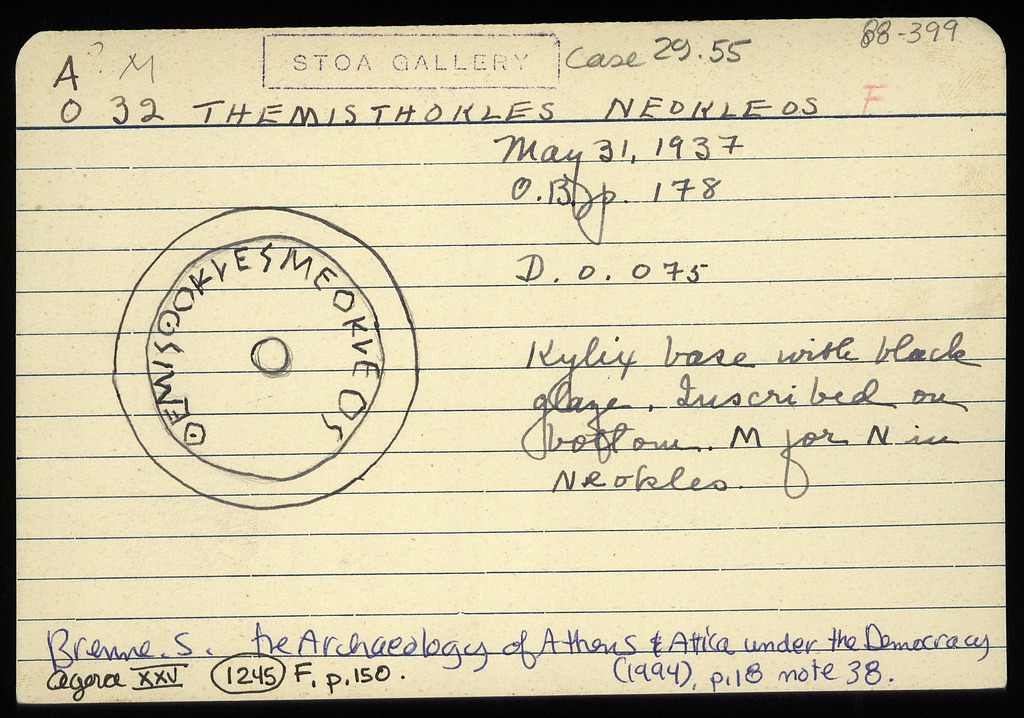 A ? M STOA GALLERY Case 29.55 88-399
O 32 THEMISTHOKLES NEOKLEOS F
May 31, 1937
O.B. p. 178
D. 0.075
ΘEMISΘOKLES MEOKLEOS
Kylix base with black
glaze. Inscribed on
bottom. M for N in
Neokles.
Brenne. S. the Archaeology of Athens & Attica under the Democracy
Agora XXV 1245 F, p.150. (1994), p.18 note 38.